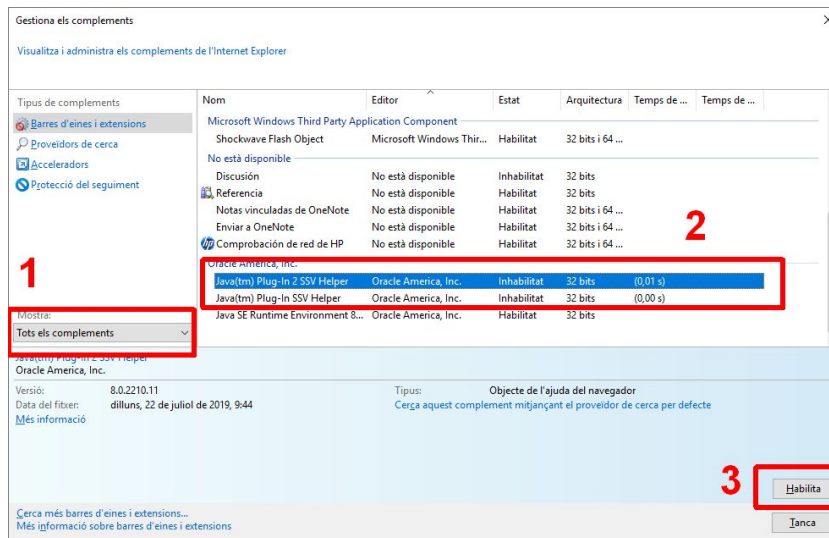 Gestiona els complements
Visualitza i administra els complements de l'Internet Explorer
Tipus de complements
Barres d'eines i extensions
Proveïdors de cerca
Acceleradors
Protecció del seguiment
1
Mostra:
Tots els complements
Nom Editor Estat Arquitectura Temps de ... Temps de ...
Microsoft Windows Third Party Application Component
Shockwave Flash Object Microsoft Windows Thir... Habilitat 32 bits i 64 ...
No està disponible
Discusión No està disponible Inhabilitat 32 bits
Referencia No està disponible Habilitat 32 bits
Notas vinculadas de OneNote No està disponible Habilitat 32 bits i 64 ...
Enviar a OneNote No està disponible Habilitat 32 bits i 64 ...
Comprobación de red de HP No està disponible Habilitat 32 bits i 64 ...
2
Oracle America, Inc.
Java(tm) Plug-In 2 SSV Helper Oracle America, Inc. Inhabilitat 32 bits (0,01 s)
Java(tm) Plug-In SSV Helper Oracle America, Inc. Inhabilitat 32 bits (0,00 s)
Java SE Runtime Environment 8... Oracle America, Inc. Habilitat 32 bits
Java(tm) Plug-In 2 SSV Helper
Oracle America, Inc.
Versió: 8.0.2210.11 Tipus: Objecte de l'ajuda del navegador
Data del fitxer: dilluns, 22 de juliol de 2019, 9:44 Cerca aquest complement mitjançant el proveïdor de cerca per defecte
Més informació
3
Habilita
Cerca més barres d'eines i extensions...
Més informació sobre barres d'eines i extensions
Tanca